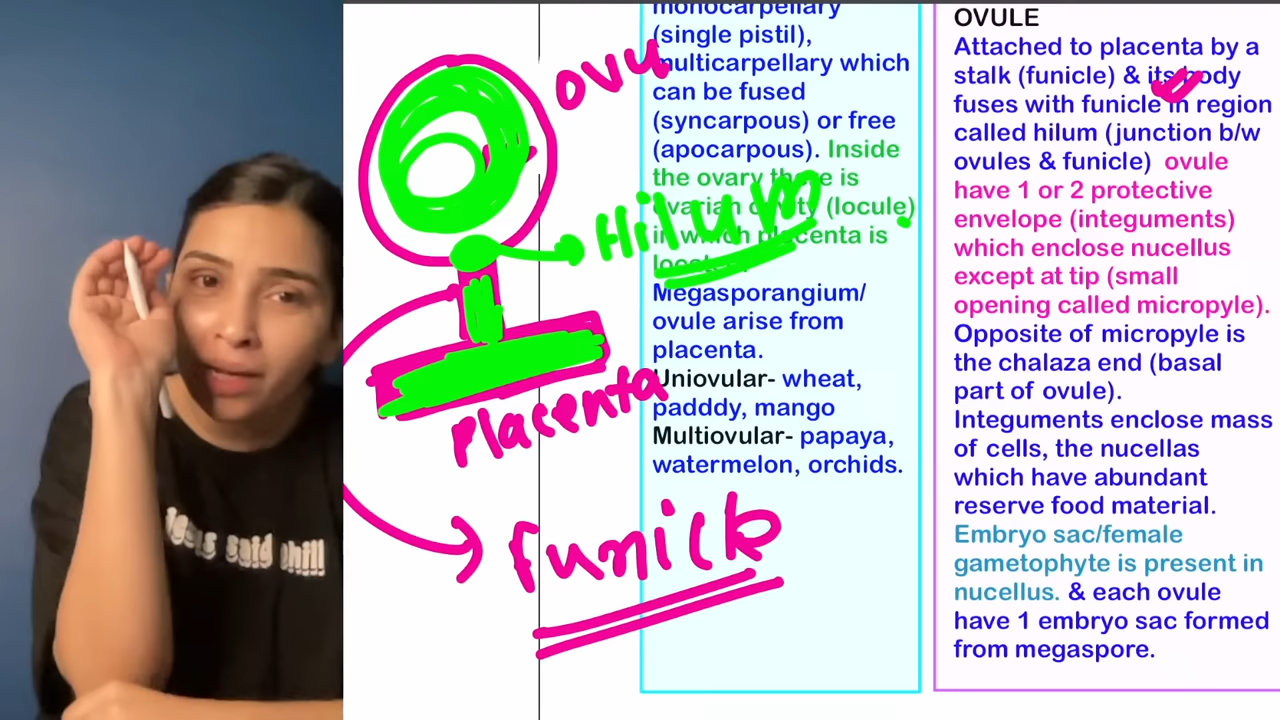 monocarpellary
(single pistil),
multicarpellary which
can be fused
(syncarpous) or free
(apocarpous). Inside
the ovary there is
ovarian cavity (locule)
in which placenta is
located.
Megasporangium/
ovule arise from
placenta.
Uniovular- wheat,
padddy, mango
Multiovular- papaya,
watermelon, orchids.
OVULE
Attached to placenta by a
stalk (funicle) & its body
fuses with funicle in region
called hilum (junction b/w
ovules & funicle) ovule
have 1 or 2 protective
envelope (integuments)
which enclose nucellus
except at tip (small
opening called micropyle).
Opposite of micropyle is
the chalaza end (basal
part of ovule).
Integuments enclose mass
of cells, the nucellas
which have abundant
reserve food material.
Embryo sac/female
gametophyte is present in
nucellus. & each ovule
have 1 embryo sac formed
from megaspore.
ovu
Hilum
Placenta
funicle
said chill